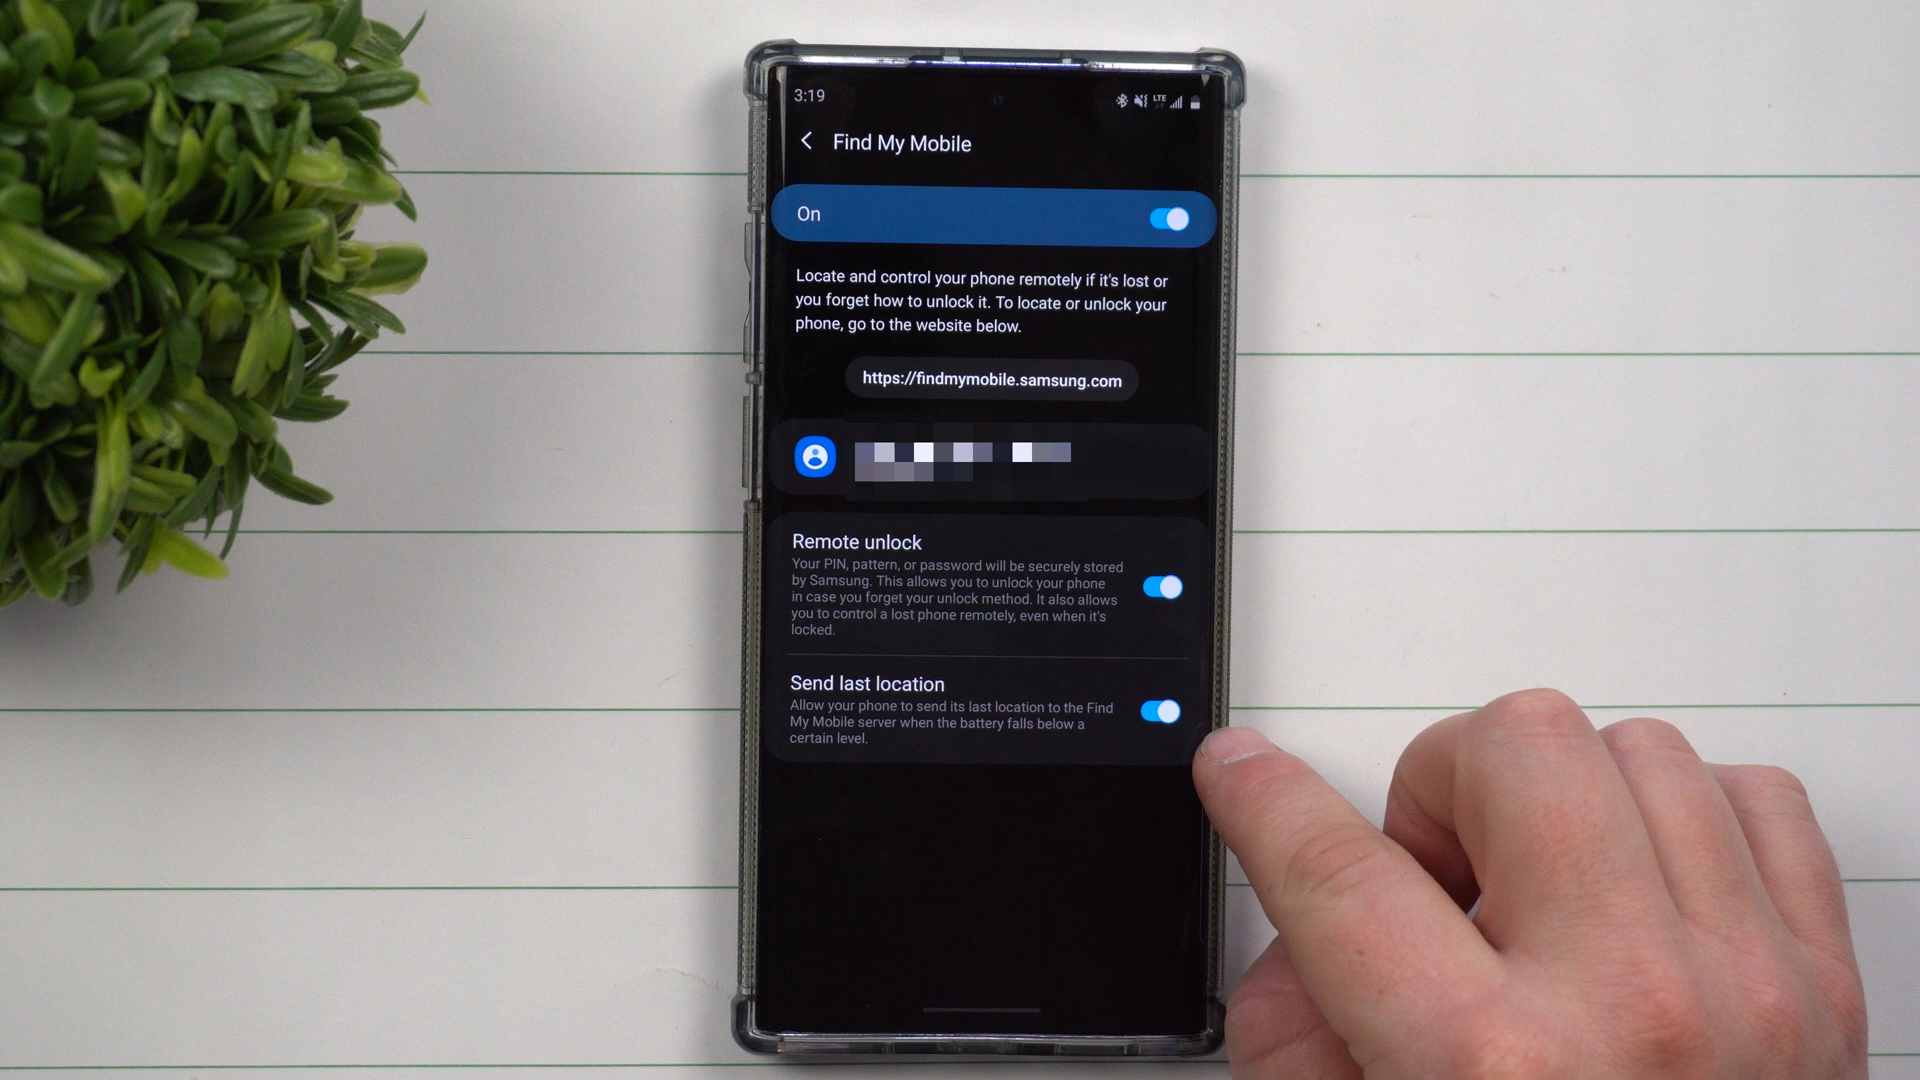 3:19
LTE
Find My Mobile
On
Locate and control your phone remotely if it's lost or
you forget how to unlock it. To locate or unlock your
phone, go to the website below.
https://findmymobile.samsung.com
Remote unlock
Your PIN, pattern, or password will be securely stored
by Samsung. This allows you to unlock your phone
in case you forget your unlock method. It also allows
you to control a lost phone remotely, even when it's
locked.
Send last location
Allow your phone to send its last location to the Find
My Mobile server when the battery falls below a
certain level.